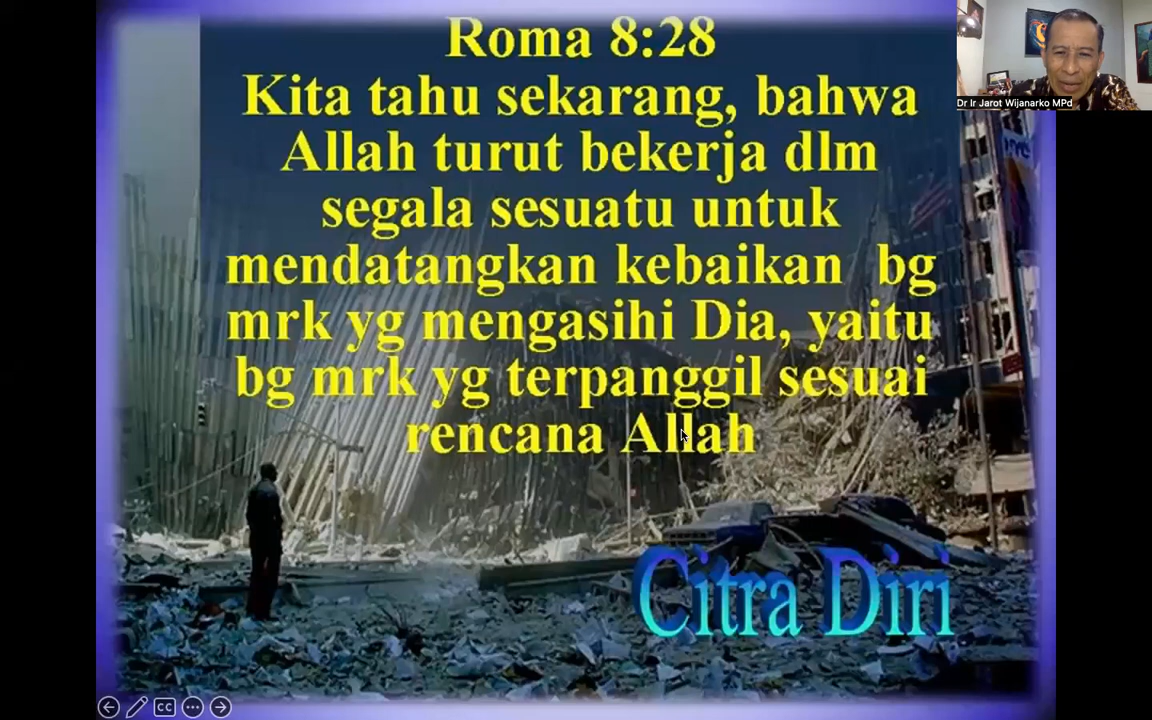 Roma 8:28
Kita tahu sekarang, bahwa
Allah turut bekerja dlm
segala sesuatu untuk
mendatangkan kebaikan bg
mrk yg mengasihi Dia, yaitu
bg mrk yg terpanggil sesuai
rencana Allah
Citra Diri
Dr Ir Jarot Wijanarko MPd
CC